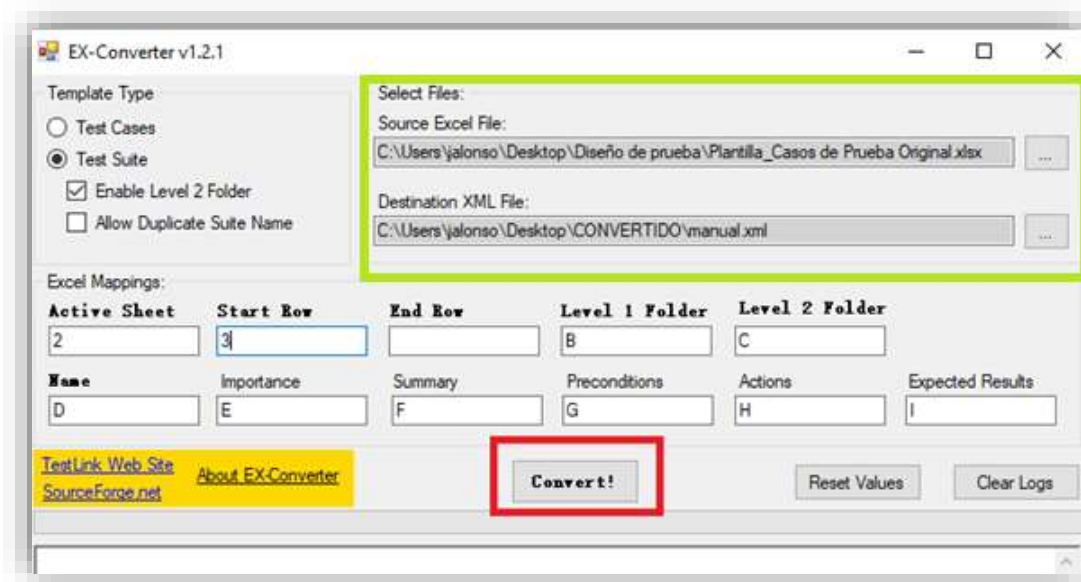 EX-Converter v1.2.1
Template Type
Test Cases
Test Suite
Enable Level 2 Folder
Allow Duplicate Suite Name
Select Files:
Source Excel File:
C:\Users\jalonso\Desktop\Diseño de prueba\Plantilla_Casos de Prueba Original.xlsx
...
Destination XML File:
C:\Users\jalonso\Desktop\CONVERTIDO\manual.xml
...
Excel Mappings:
Active Sheet Start Row End Row Level 1 Folder Level 2 Folder
2 3 B C
Name Importance Summary Preconditions Actions Expected Results
D E F G H I
TestLink Web Site
SourceForge.net
About EX-Converter
Convert!
Reset Values
Clear Logs